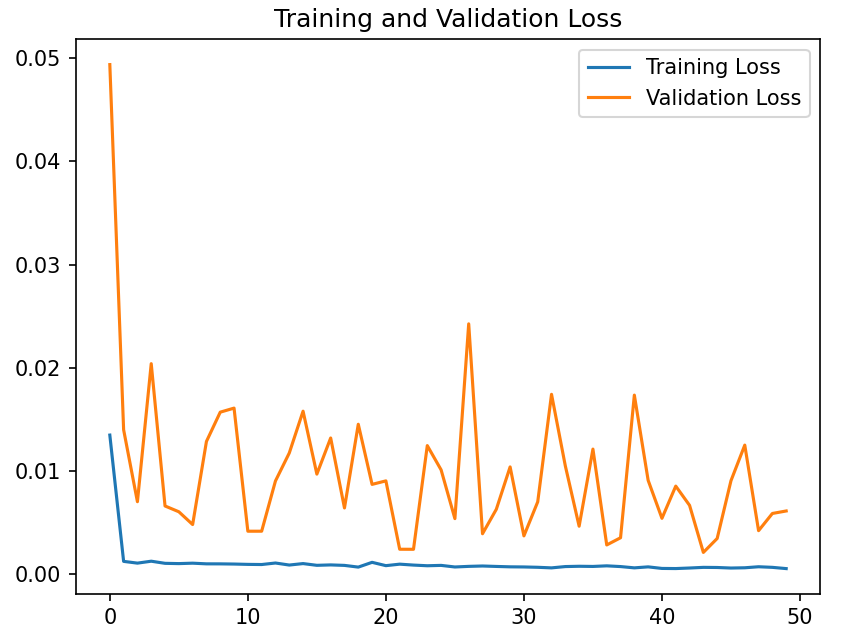 Training and Validation Loss
0.05
0.04
0.03
0.02
0.01
0.00
Training Loss
Validation Loss
0 10 20 30 40 50